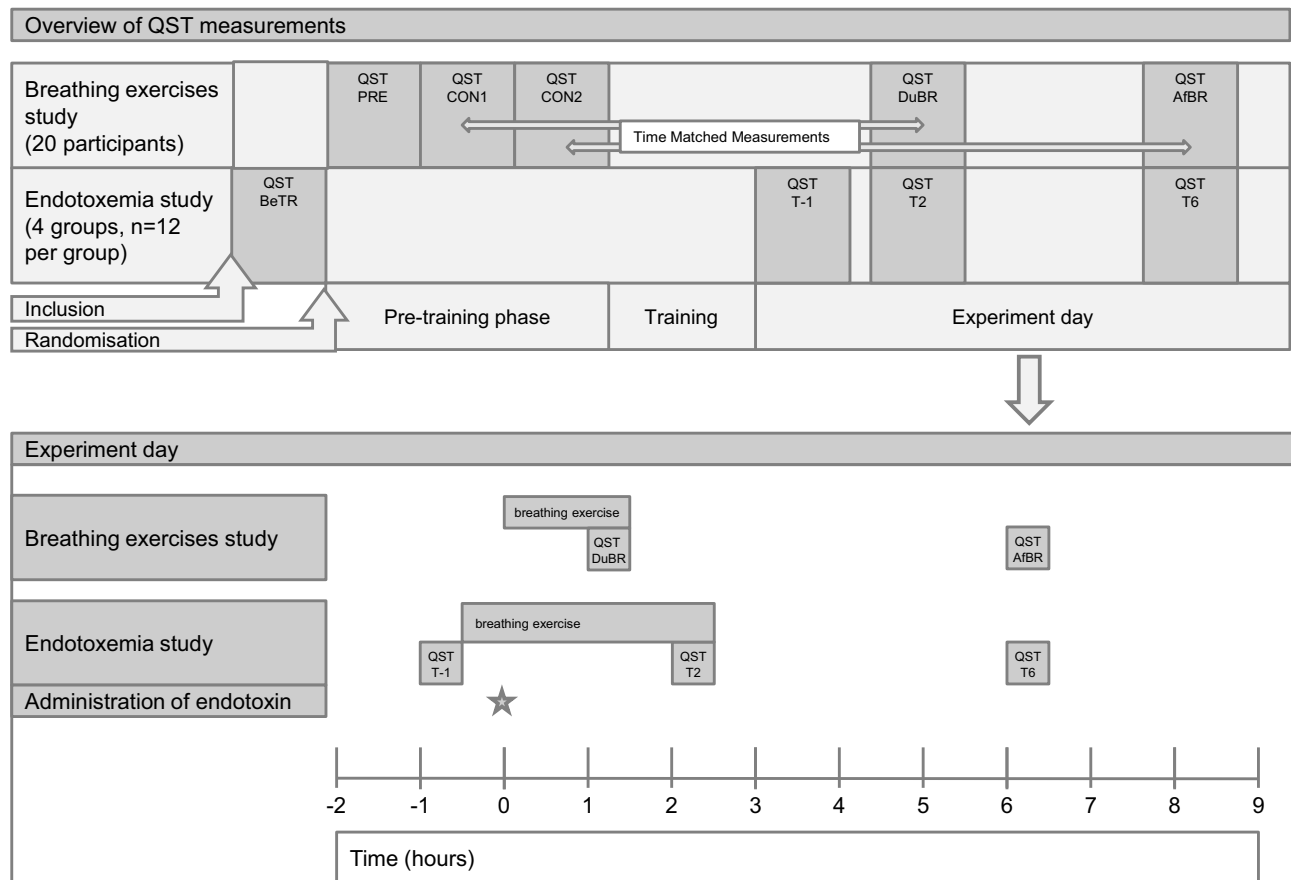 Overview of QST measurements
Breathing exercises
study
(20 participants)
QST
PRE
QST
CON1
QST
CON2
QST
DuBR
QST
AfBR
Time Matched Measurements
Endotoxemia study
(4 groups, n=12
per group)
QST
BeTR
QST
T-1
QST
T2
QST
T6
Inclusion
Randomisation
Pre-training phase
Training
Experiment day
Experiment day
Breathing exercises study
breathing exercise
QST
DuBR
QST
AfBR
Endotoxemia study
breathing exercise
QST
T-1
QST
T2
QST
T6
Administration of endotoxin
-2 -1 0 1 2 3 4 5 6 7 8 9
Time (hours)